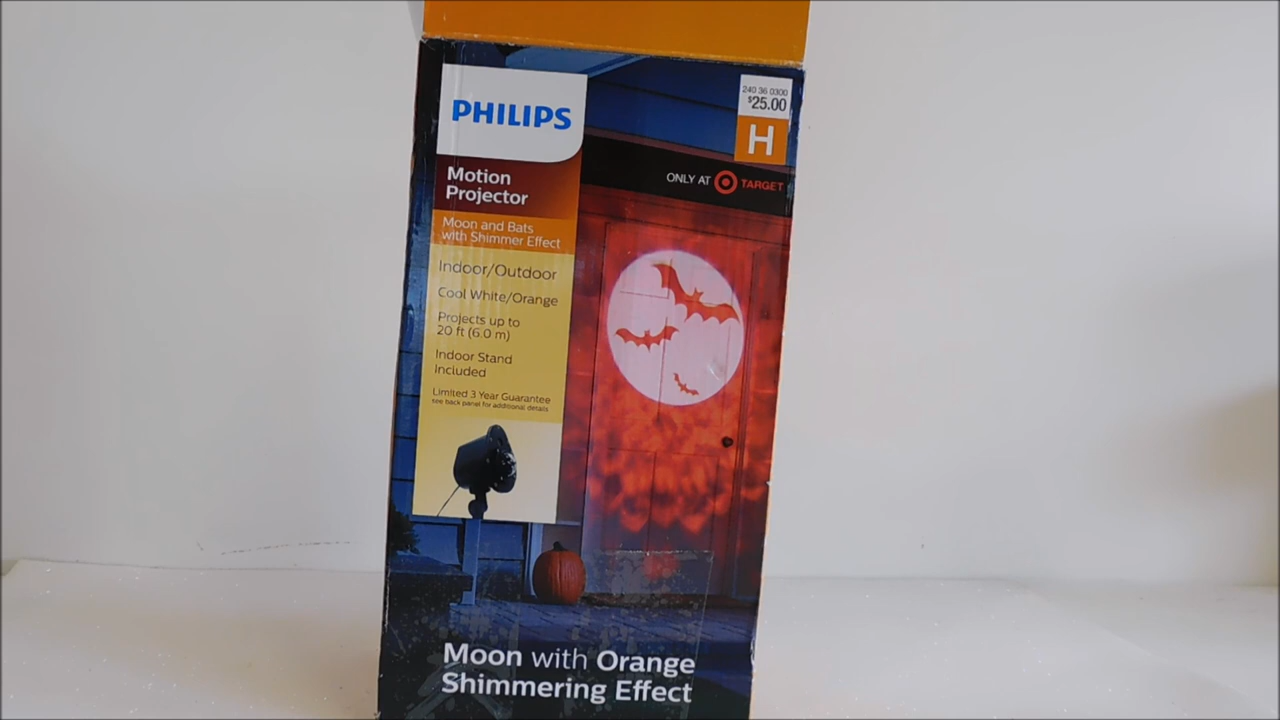 PHILIPS
240 36 0300
$25.00
H
ONLY AT TARGET
Motion
Projector
Moon and Bats
with Shimmer Effect
Indoor/Outdoor
Cool White/Orange
Projects up to
20 ft (6.0 m)
Indoor Stand
Included
Limited 3 Year Guarantee
see back panel for additional details
Moon with Orange
Shimmering Effect